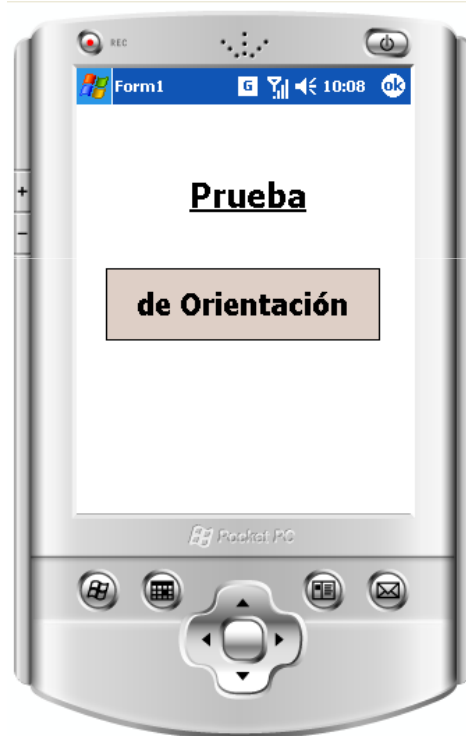 REC
Form1 G 10:08 ok
+
Prueba
-
de Orientación
Pocket PC